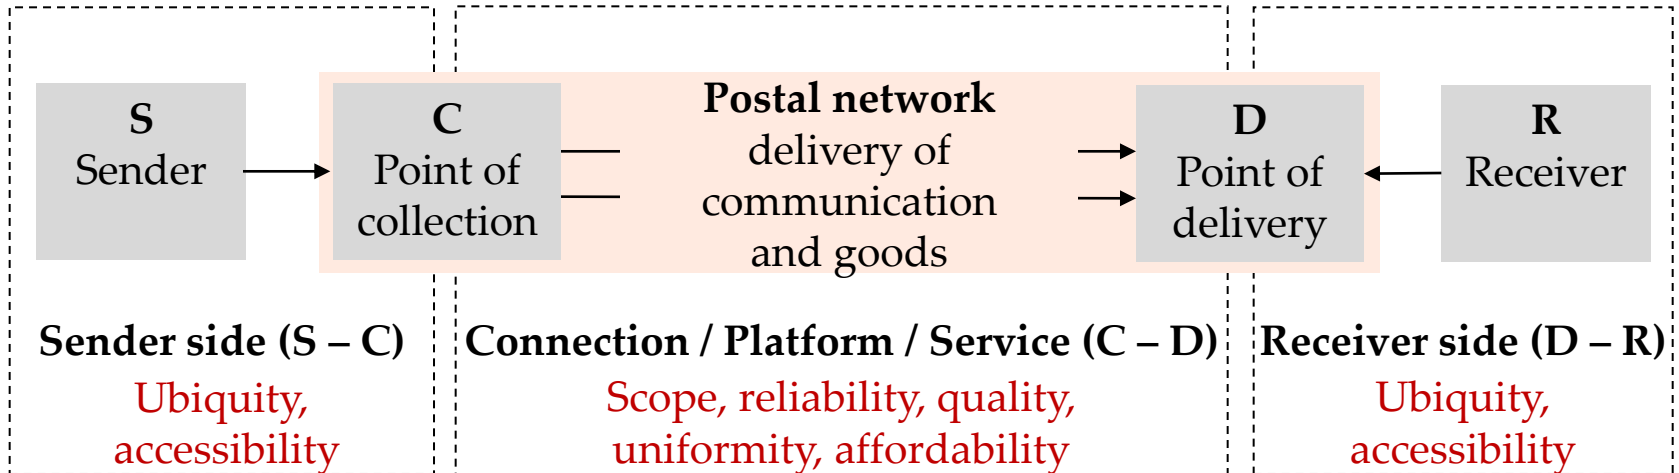 S
Sender
C
Point of
collection
Postal network
delivery of
communication
and goods
D
Point of
delivery
R
Receiver
Sender side (S – C)
Ubiquity,
accessibility
Connection / Platform / Service (C – D)
Scope, reliability, quality,
uniformity, affordability
Receiver side (D – R)
Ubiquity,
accessibility